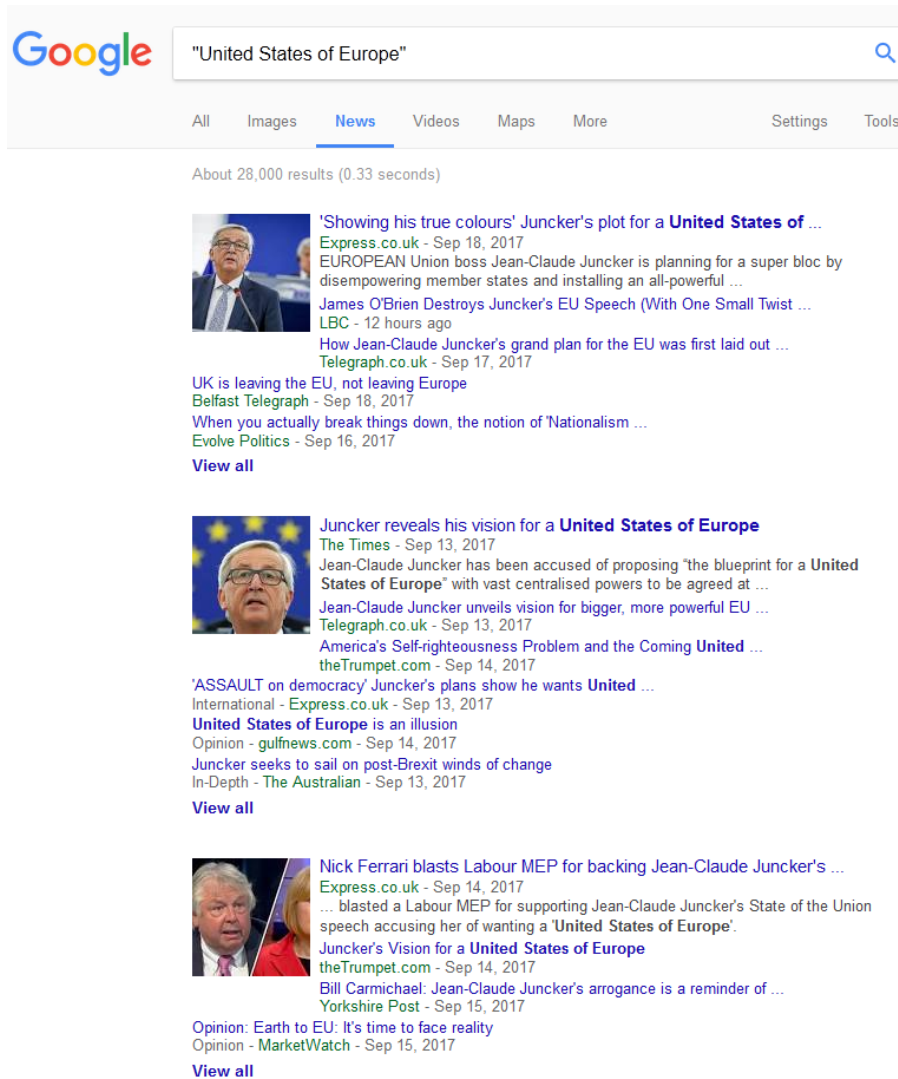 Google
"United States of Europe"
All Images News Videos Maps More Settings Tools
About 28,000 results (0.33 seconds)
'Showing his true colours' Juncker's plot for a United States of ...
Express.co.uk - Sep 18, 2017
EUROPEAN Union boss Jean-Claude Juncker is planning for a super bloc by
disempowering member states and installing an all-powerful ...
James O'Brien Destroys Juncker's EU Speech (With One Small Twist ...
LBC - 12 hours ago
How Jean-Claude Juncker's grand plan for the EU was first laid out ...
Telegraph.co.uk - Sep 17, 2017
UK is leaving the EU, not leaving Europe
Belfast Telegraph - Sep 18, 2017
When you actually break things down, the notion of 'Nationalism ...
Evolve Politics - Sep 16, 2017
View all
Juncker reveals his vision for a United States of Europe
The Times - Sep 13, 2017
Jean-Claude Juncker has been accused of proposing “the blueprint for a United
States of Europe” with vast centralised powers to be agreed at ...
Jean-Claude Juncker unveils vision for bigger, more powerful EU ...
Telegraph.co.uk - Sep 13, 2017
America's Self-righteousness Problem and the Coming United ...
theTrumpet.com - Sep 14, 2017
'ASSAULT on democracy' Juncker's plans show he wants United ...
International - Express.co.uk - Sep 13, 2017
United States of Europe is an illusion
Opinion - gulfnews.com - Sep 14, 2017
Juncker seeks to sail on post-Brexit winds of change
In-Depth - The Australian - Sep 13, 2017
View all
Nick Ferrari blasts Labour MEP for backing Jean-Claude Juncker's ...
Express.co.uk - Sep 14, 2017
... blasted a Labour MEP for supporting Jean-Claude Juncker's State of the Union
speech accusing her of wanting a 'United States of Europe'.
Juncker's Vision for a United States of Europe
theTrumpet.com - Sep 14, 2017
Bill Carmichael: Jean-Claude Juncker's arrogance is a reminder of ...
Yorkshire Post - Sep 15, 2017
Opinion: Earth to EU: It's time to face reality
Opinion - MarketWatch - Sep 15, 2017
View all